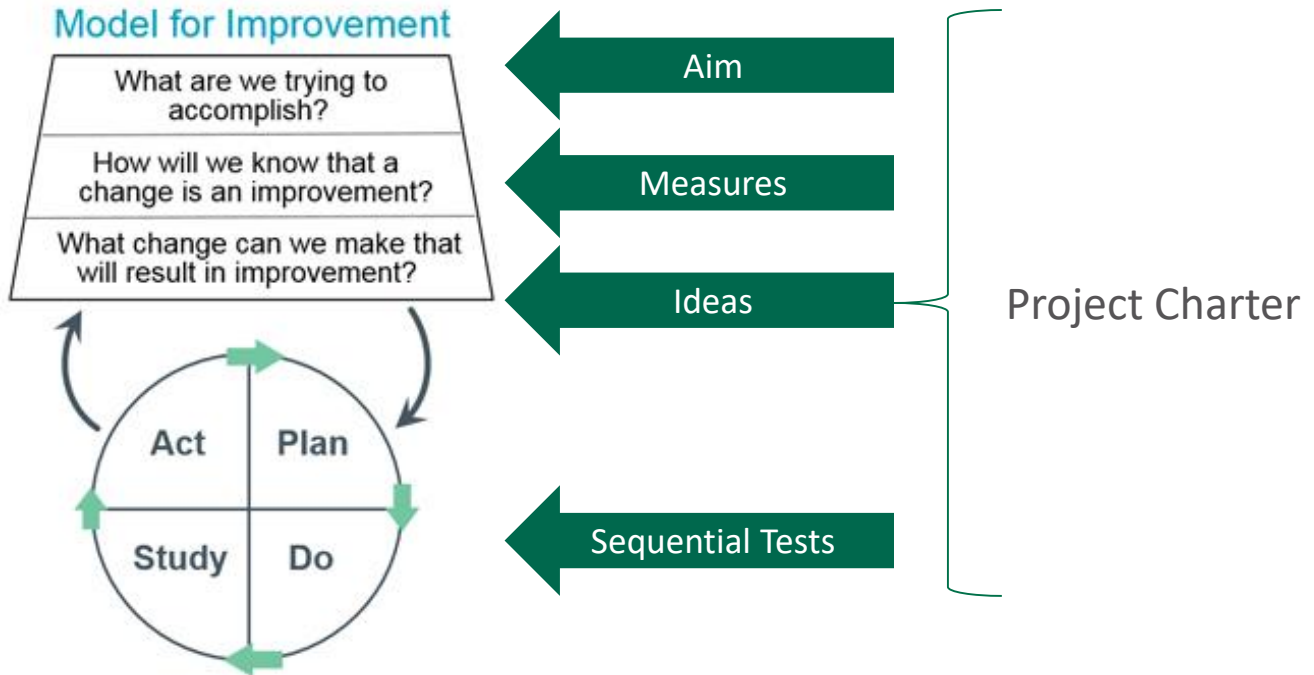 Model for Improvement
What are we trying to
accomplish?
How will we know that a
change is an improvement?
What change can we make that
will result in improvement?
Act
Plan
Study
Do
Aim
Measures
Ideas
Sequential Tests
Project Charter